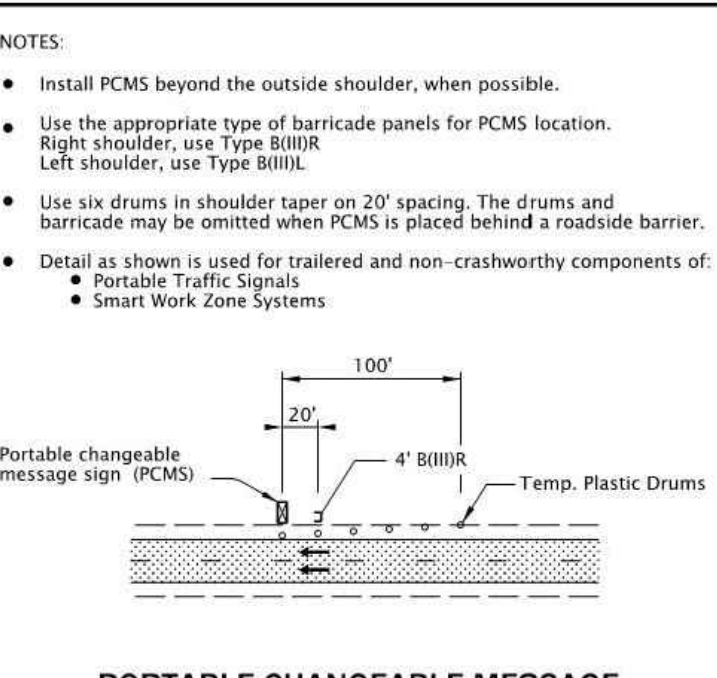 NOTES:
● Install PCMS beyond the outside shoulder, when possible.
● Use the appropriate type of barricade panels for PCMS location.
Right shoulder, use Type B(III)R
Left shoulder, use Type B(III)L
● Use six drums in shoulder taper on 20' spacing. The drums and
barricade may be omitted when PCMS is placed behind a roadside barrier.
● Detail as shown is used for trailered and non-crashworthy components of:
● Portable Traffic Signals
● Smart Work Zone Systems
100'
20'
Portable changeable
message sign (PCMS)
4' B(III)R
Temp. Plastic Drums
PORTABLE CHANGEABLE MESSAGE